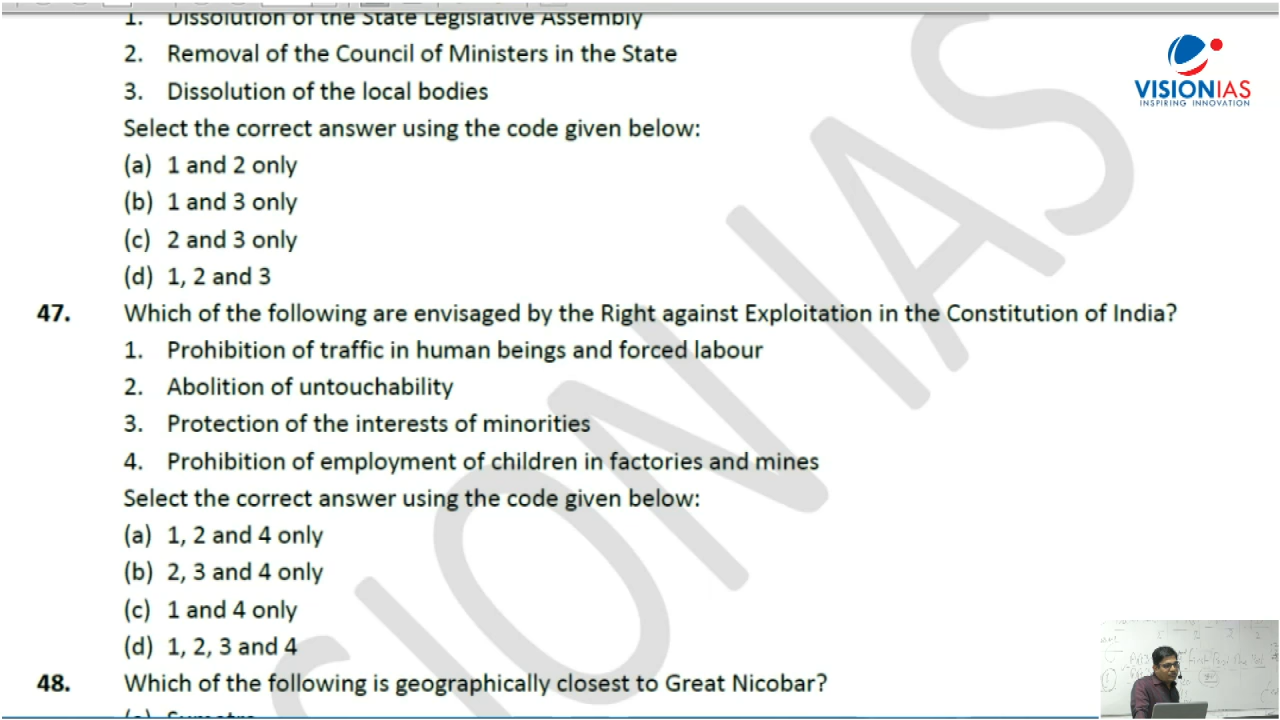 1. Dissolution of the State Legislative Assembly
2. Removal of the Council of Ministers in the State
3. Dissolution of the local bodies
Select the correct answer using the code given below:
(a) 1 and 2 only
(b) 1 and 3 only
(c) 2 and 3 only
(d) 1, 2 and 3
47. Which of the following are envisaged by the Right against Exploitation in the Constitution of India?
1. Prohibition of traffic in human beings and forced labour
2. Abolition of untouchability
3. Protection of the interests of minorities
4. Prohibition of employment of children in factories and mines
Select the correct answer using the code given below:
(a) 1, 2 and 4 only
(b) 2, 3 and 4 only
(c) 1 and 4 only
(d) 1, 2, 3 and 4
48. Which of the following is geographically closest to Great Nicobar?
(a) Sumatra
VISIONIAS
INSPIRING INNOVATION
SION IAS